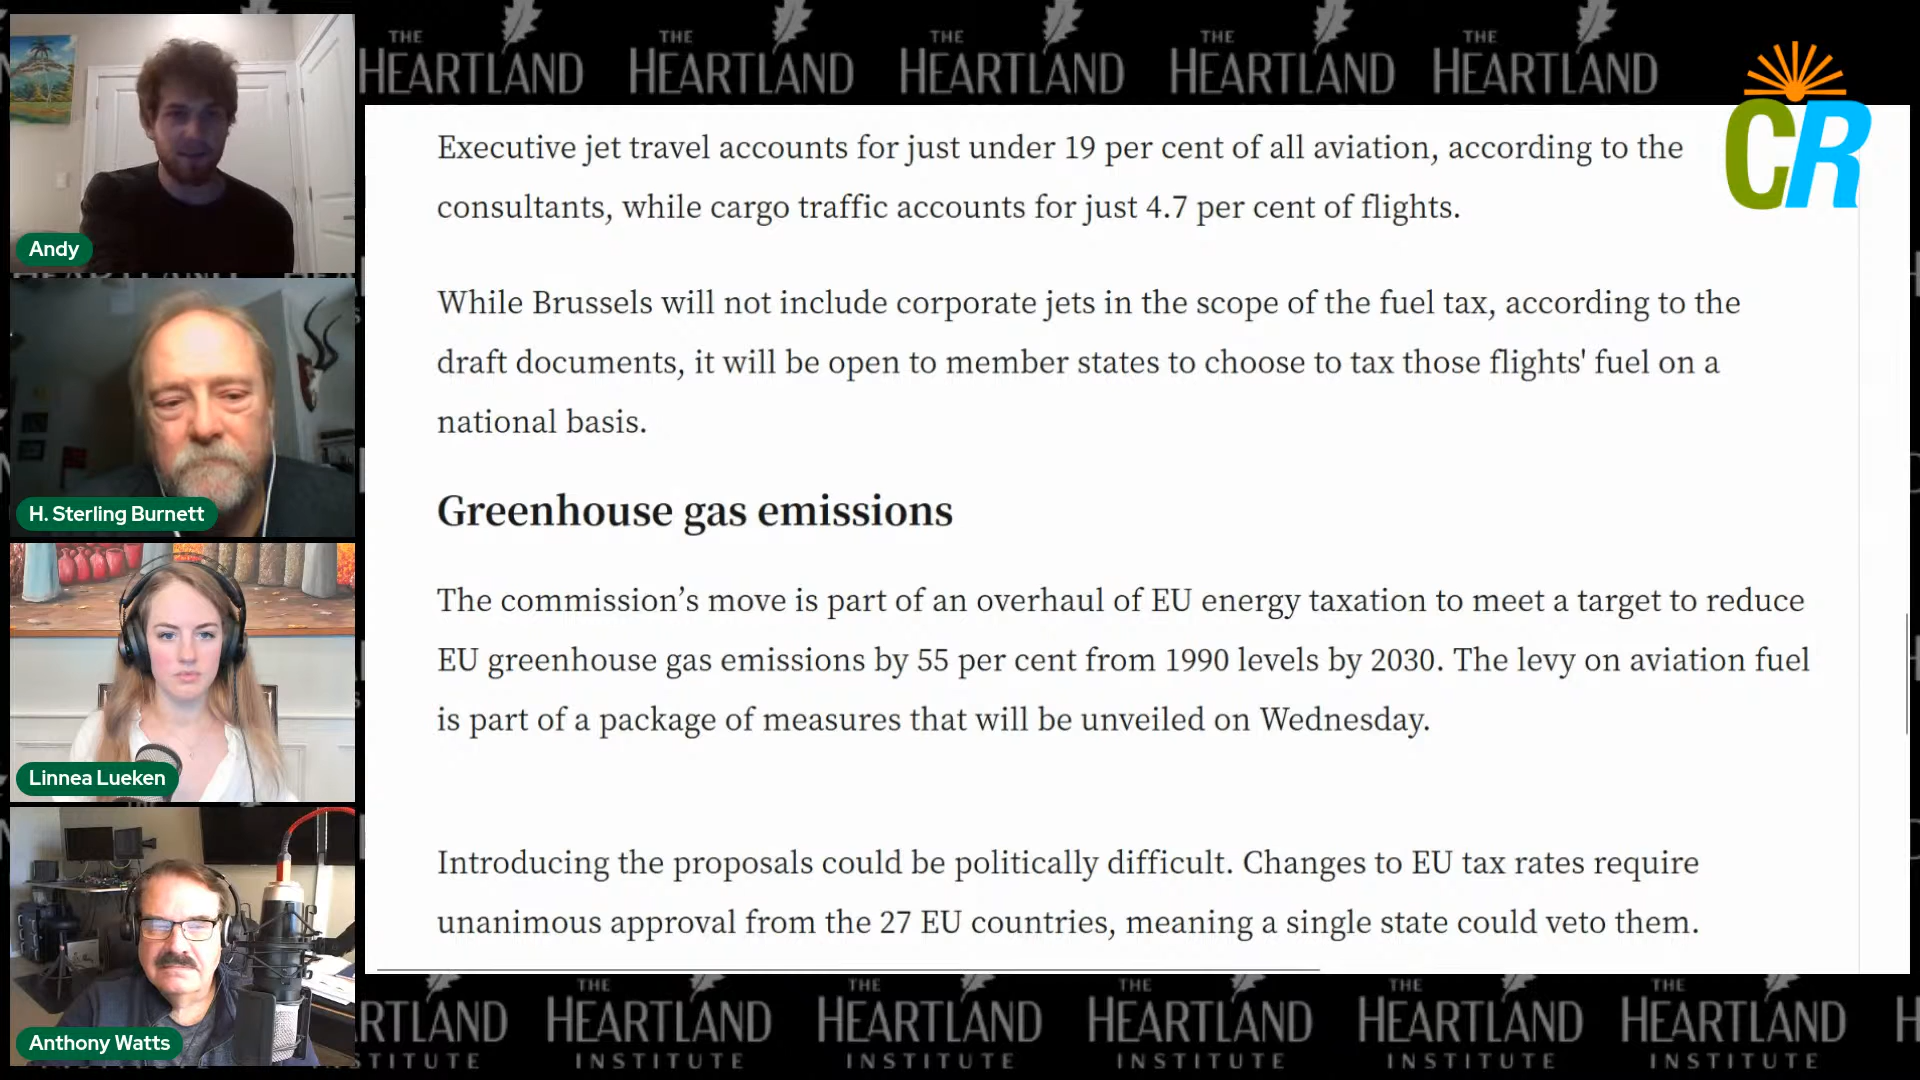 THE THE THE THE THE
HEARTLAND HEARTLAND HEARTLAND HEARTLAND HEARTLAND
CR
Executive jet travel accounts for just under 19 per cent of all aviation, according to the
consultants, while cargo traffic accounts for just 4.7 per cent of flights.
While Brussels will not include corporate jets in the scope of the fuel tax, according to the
draft documents, it will be open to member states to choose to tax those flights' fuel on a
national basis.
Greenhouse gas emissions
The commission’s move is part of an overhaul of EU energy taxation to meet a target to reduce
EU greenhouse gas emissions by 55 per cent from 1990 levels by 2030. The levy on aviation fuel
is part of a package of measures that will be unveiled on Wednesday.
Introducing the proposals could be politically difficult. Changes to EU tax rates require
unanimous approval from the 27 EU countries, meaning a single state could veto them.
Andy
H. Sterling Burnett
Linnea Lueken
Anthony Watts
THE THE THE THE THE
RTLAND HEARTLAND HEARTLAND HEARTLAND HEARTLAND HEARTLAND
STITUTE INSTITUTE INSTITUTE INSTITUTE INSTITUTE INSTITUTE